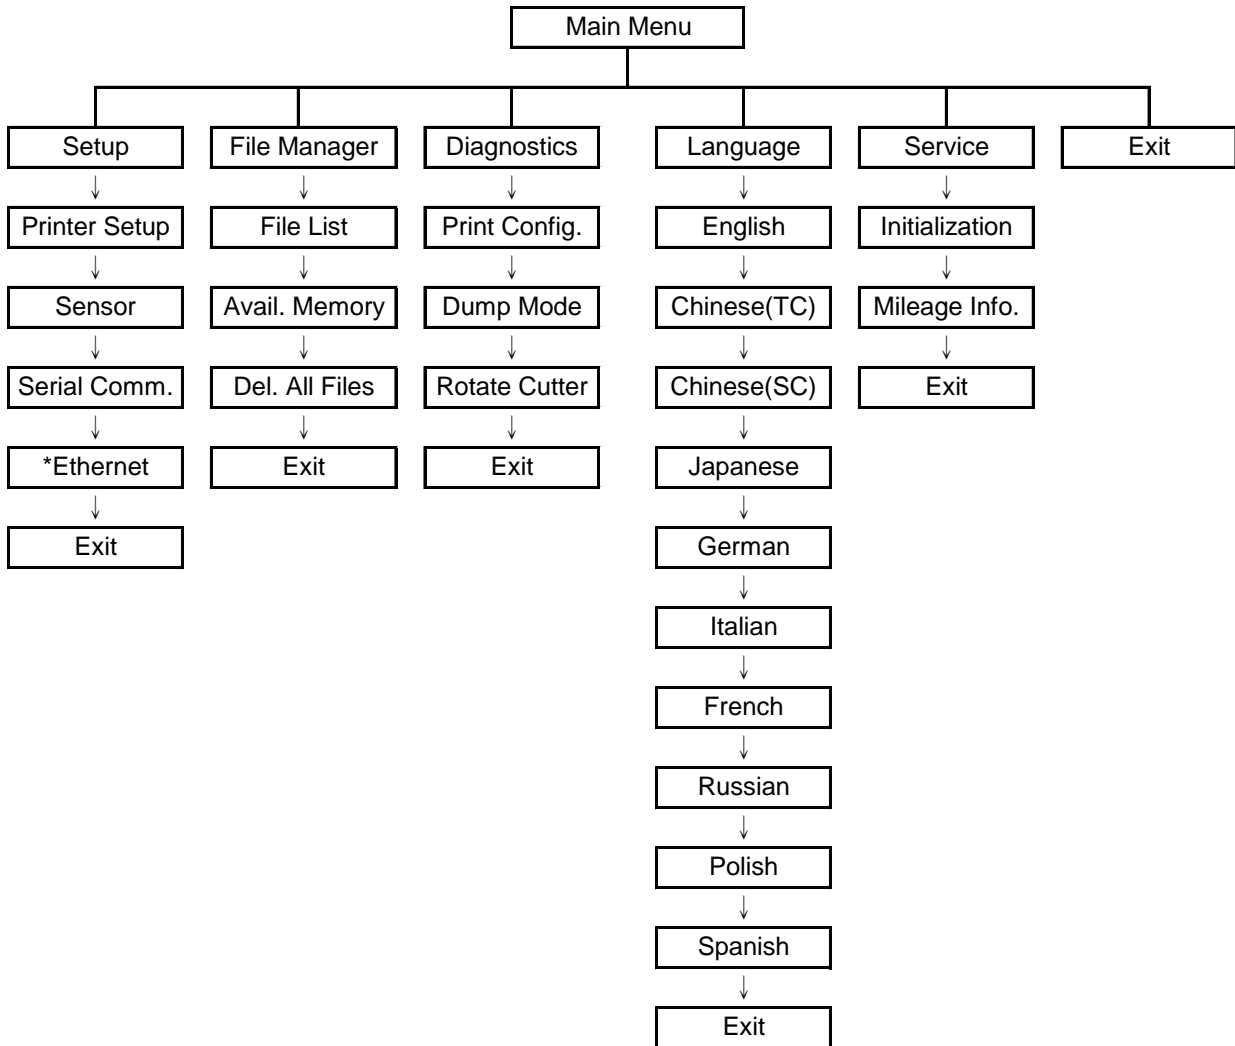 Main Menu
Setup
File Manager
Diagnostics
Language
Service
Exit
Printer Setup
File List
Print Config.
English
Initialization
Sensor
Avail. Memory
Dump Mode
Chinese(TC)
Mileage Info.
Serial Comm.
Del. All Files
Rotate Cutter
Chinese(SC)
Exit
*Ethernet
Exit
Exit
Japanese
Exit
German
Italian
French
Russian
Polish
Spanish
Exit